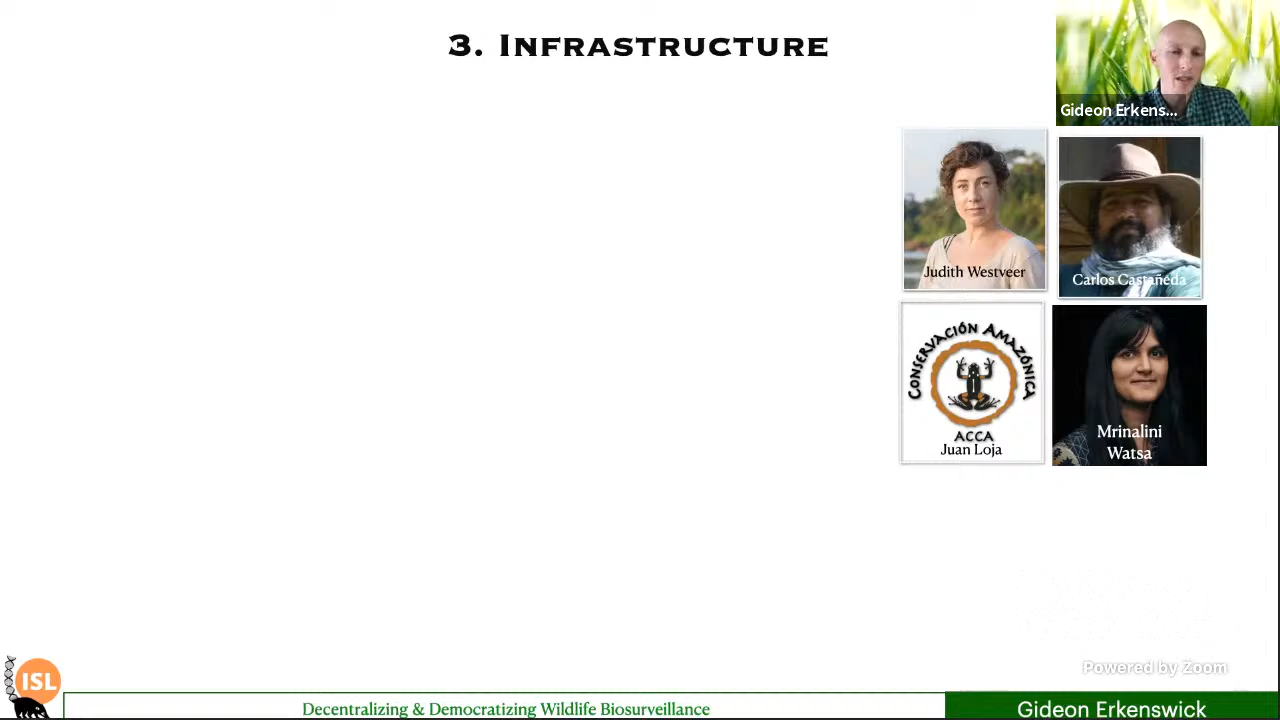 3. INFRASTRUCTURE
Gideon Erkens...
Judith Westveer
Carlos Castañeda
CONSERVACIÓN AMAZÓNICA
ACCA
Juan Loja
Mrinalini
Watsa
Powered by Zoom
ISL
Decentralizing & Democratizing Wildlife Biosurveillance
Gideon Erkenswick